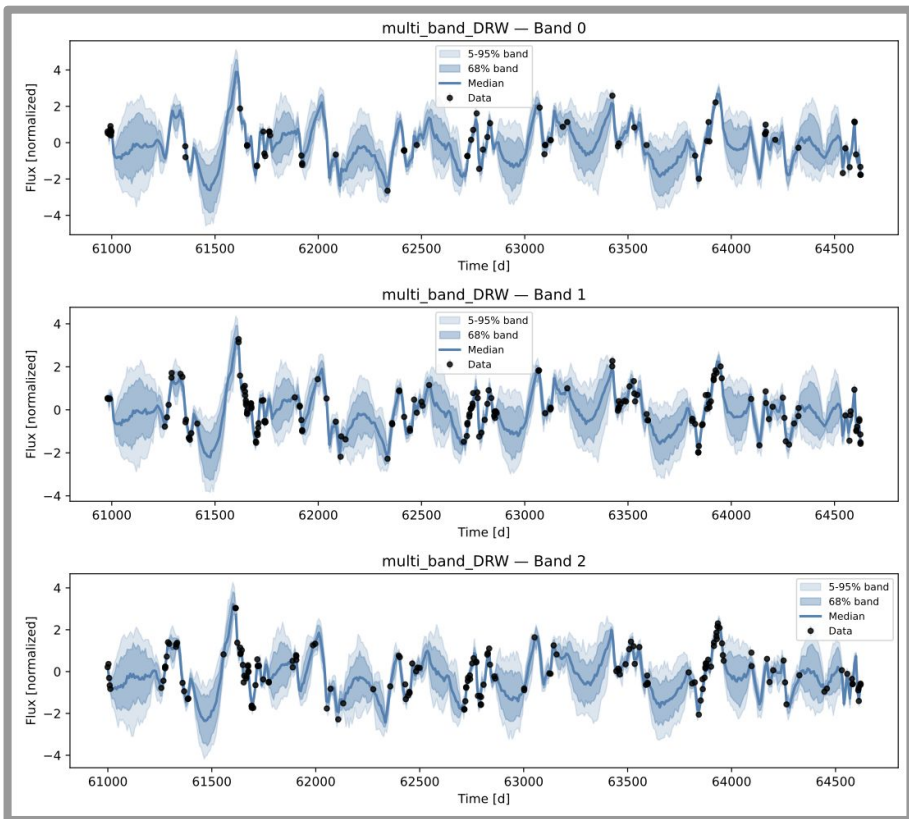 multi_band_DRW — Band 0
5-95% band
68% band
Median
Data
Flux [normalized]
4
2
0
−2
−4
61000 61500 62000 62500 63000 63500 64000 64500
Time [d]
multi_band_DRW — Band 1
5-95% band
68% band
Median
Data
Flux [normalized]
4
2
0
−2
−4
61000 61500 62000 62500 63000 63500 64000 64500
Time [d]
multi_band_DRW — Band 2
5-95% band
68% band
Median
Data
Flux [normalized]
4
2
0
−2
−4
61000 61500 62000 62500 63000 63500 64000 64500
Time [d]